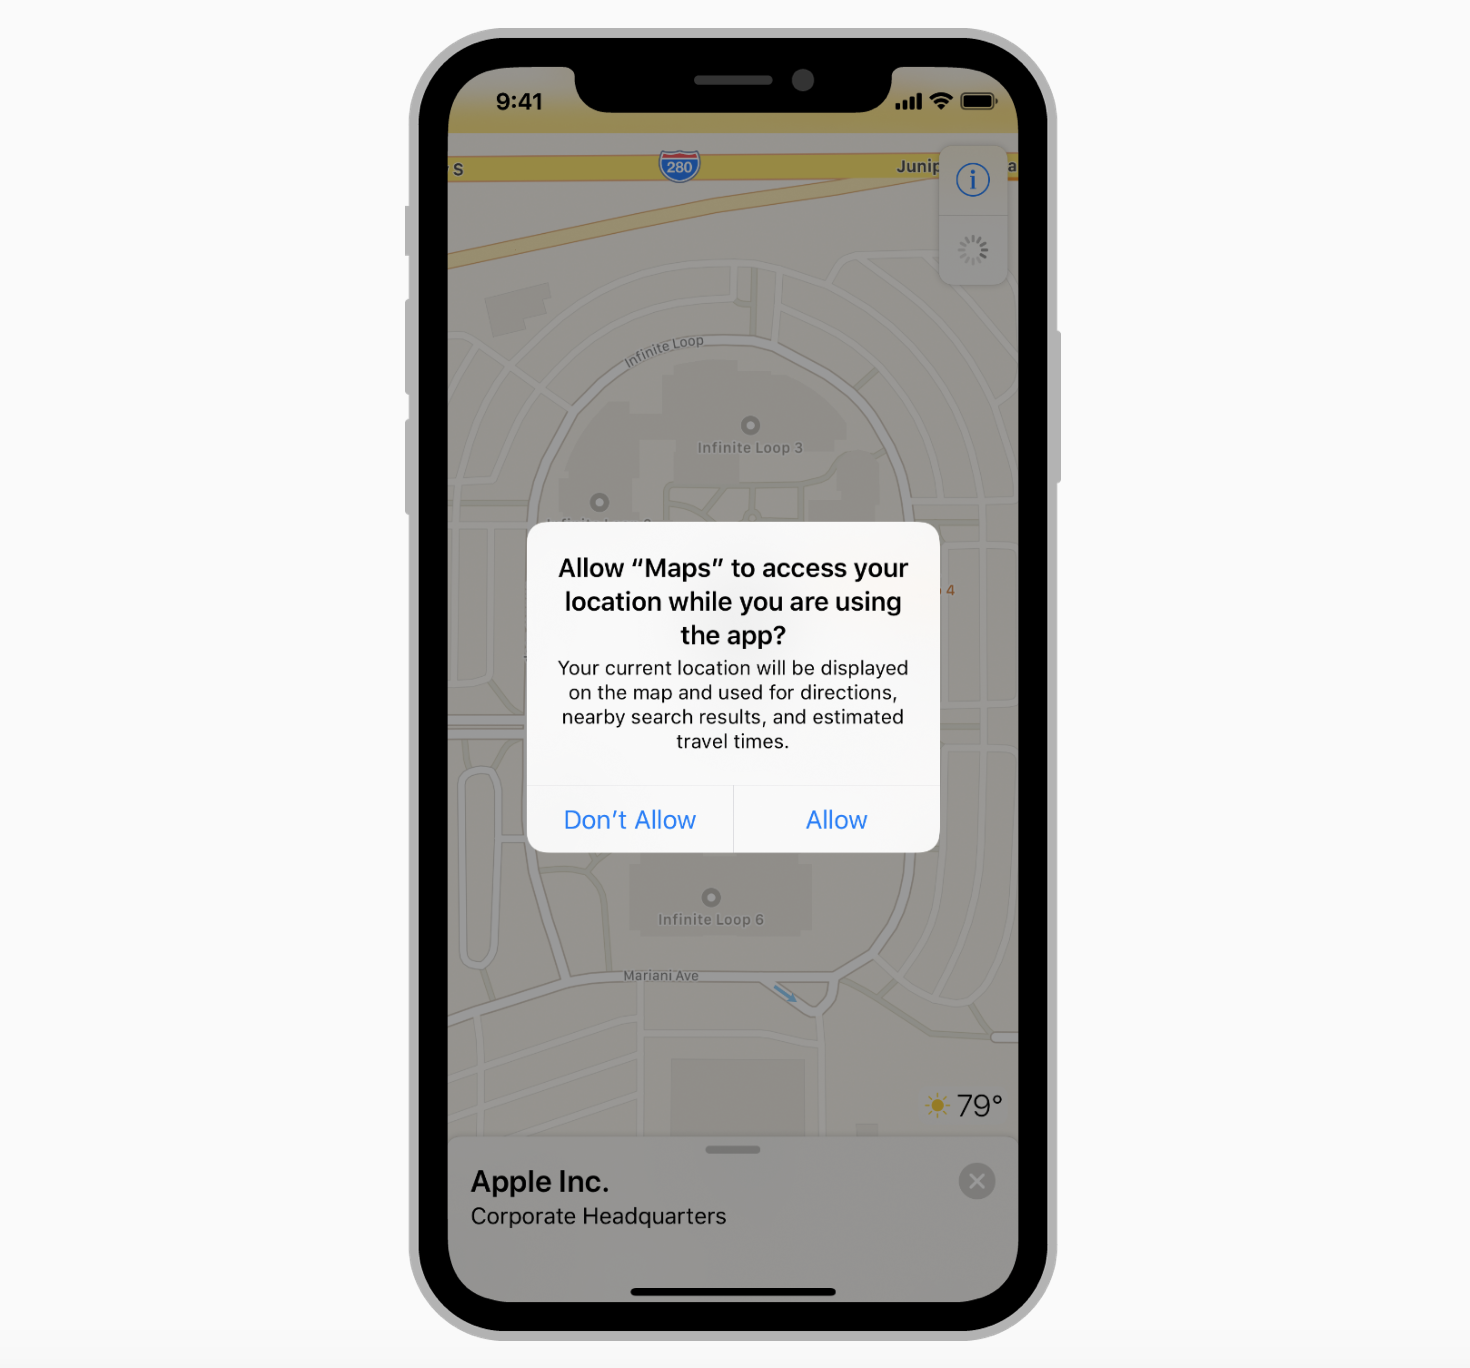 9:41
S
280
Infinite Loop
Infinite Loop 3
Allow “Maps” to access your
location while you are using
the app?
4
Your current location will be displayed
on the map and used for directions,
nearby search results, and estimated
travel times.
Don’t Allow
Allow
Infinite Loop 6
Mariani Ave
79°
Apple Inc.
Corporate Headquarters